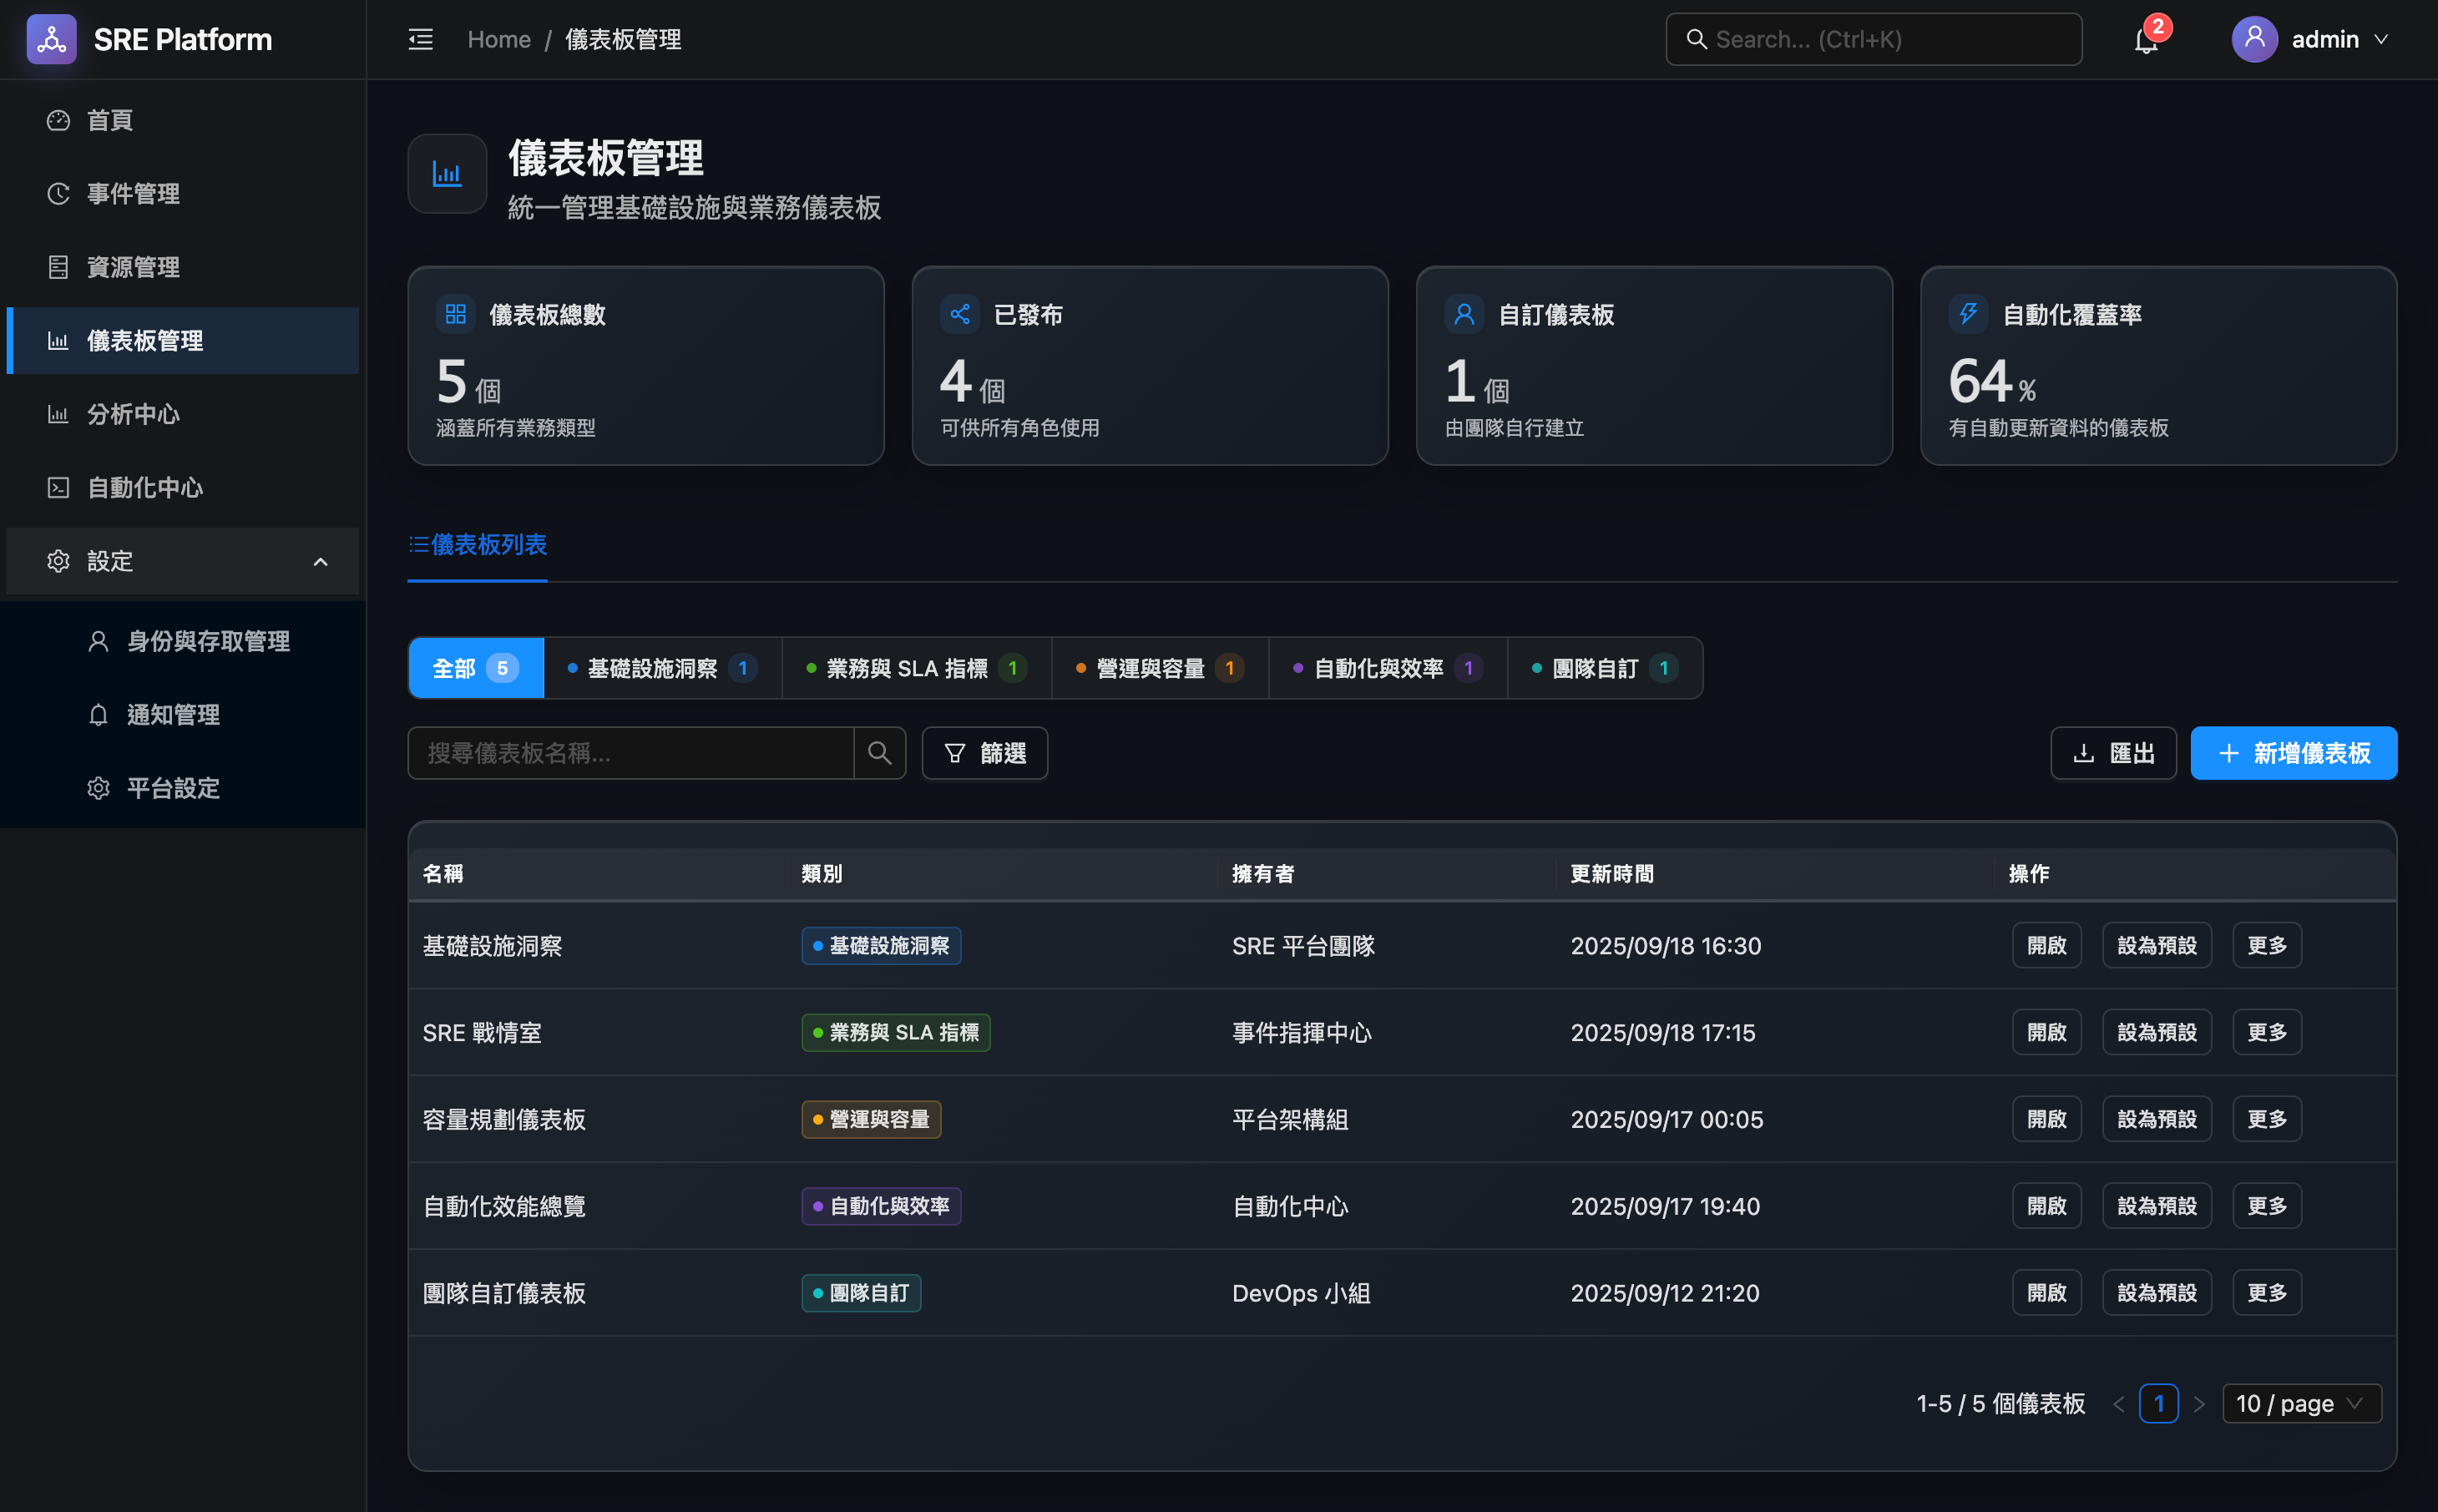 SRE Platform
Home / 儀表板管理
Search... (Ctrl+K)
2
admin
首頁
事件管理
資源管理
儀表板管理
分析中心
自動化中心
設定
身份與存取管理
通知管理
平台設定
儀表板管理
統一管理基礎設施與業務儀表板
儀表板總數
5 個
涵蓋所有業務類型
已發布
4 個
可供所有角色使用
自訂儀表板
1 個
由團隊自行建立
自動化覆蓋率
64 %
有自動更新資料的儀表板
儀表板列表
全部 5
基礎設施洞察 1
業務與 SLA 指標 1
營運與容量 1
自動化與效率 1
團隊自訂 1
搜尋儀表板名稱...
篩選
匯出
新增儀表板
名稱 類別 擁有者 更新時間 操作
基礎設施洞察 基礎設施洞察 SRE 平台團隊 2025/09/18 16:30 開啟 設為預設 更多
SRE 戰情室 業務與 SLA 指標 事件指揮中心 2025/09/18 17:15 開啟 設為預設 更多
容量規劃儀表板 營運與容量 平台架構組 2025/09/17 00:05 開啟 設為預設 更多
自動化效能總覽 自動化與效率 自動化中心 2025/09/17 19:40 開啟 設為預設 更多
團隊自訂儀表板 團隊自訂 DevOps 小組 2025/09/12 21:20 開啟 設為預設 更多
1-5 / 5 個儀表板 1 10 / page